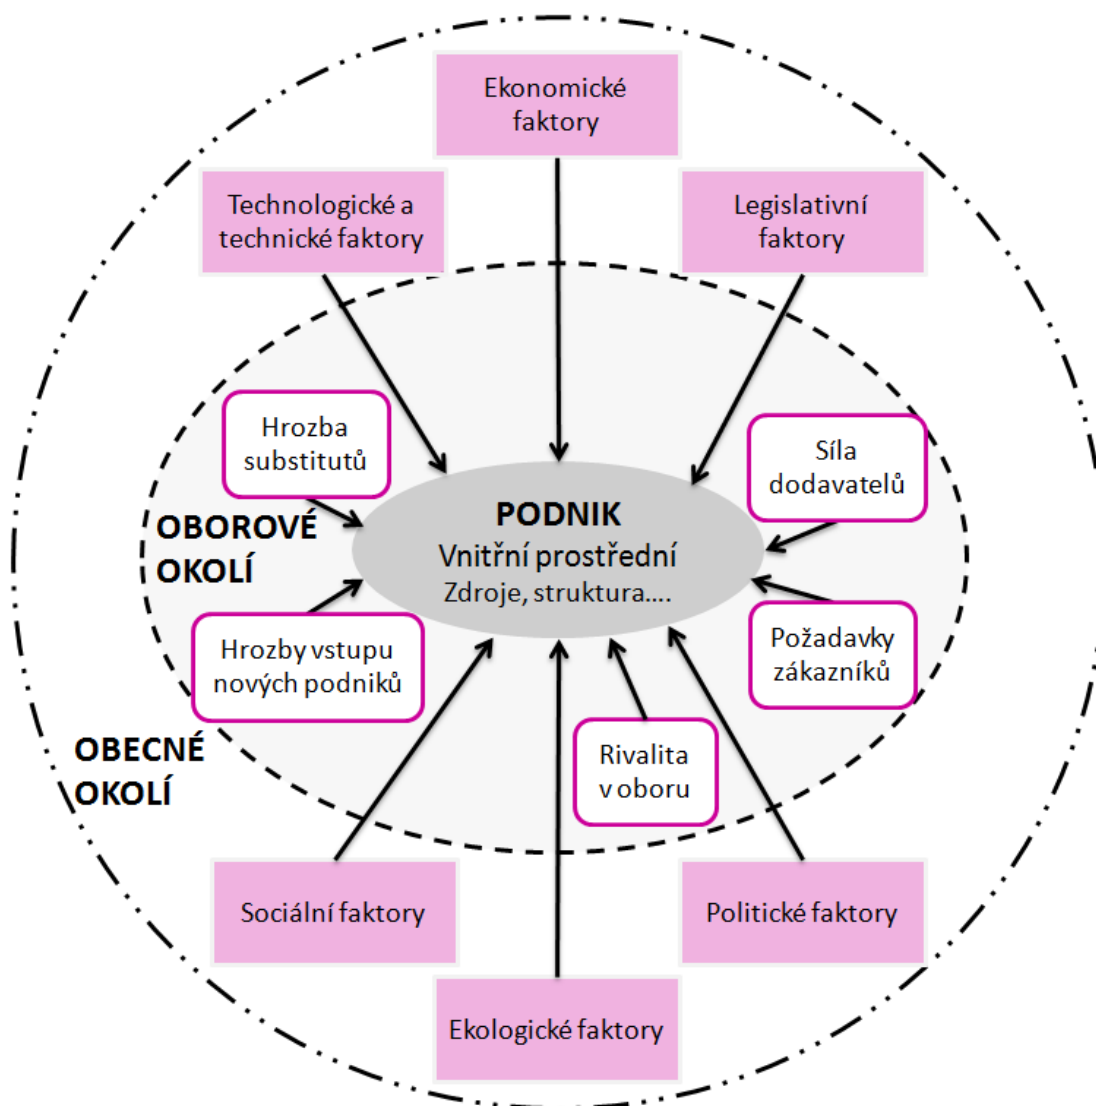 Ekonomické
faktory
Technologické a
technické faktory
Legislativní
faktory
Hrozba
substitutů
Síla
dodavatelů
PODNIK
Vnitřní prostřední
Zdroje, struktura....
OBOROVÉ
OKOLÍ
Hrozby vstupu
nových podniků
Požadavky
zákazníků
OBECNÉ
OKOLÍ
Rivalita
v oboru
Sociální faktory
Politické faktory
Ekologické faktory